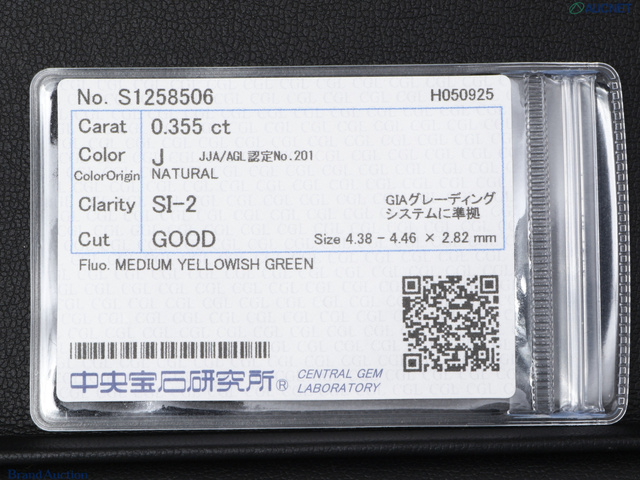 No. S1258506 H050925
Carat 0.355 ct
Color J JJA/AGL認定No.201
ColorOrigin NATURAL
Clarity SI-2 GIAグレーディング
システムに準拠
Cut GOOD Size 4.38 - 4.46 × 2.82 mm
Fluo. MEDIUM YELLOWISH GREEN
中央宝石研究所® CENTRAL GEM
LABORATORY
Brand Auction